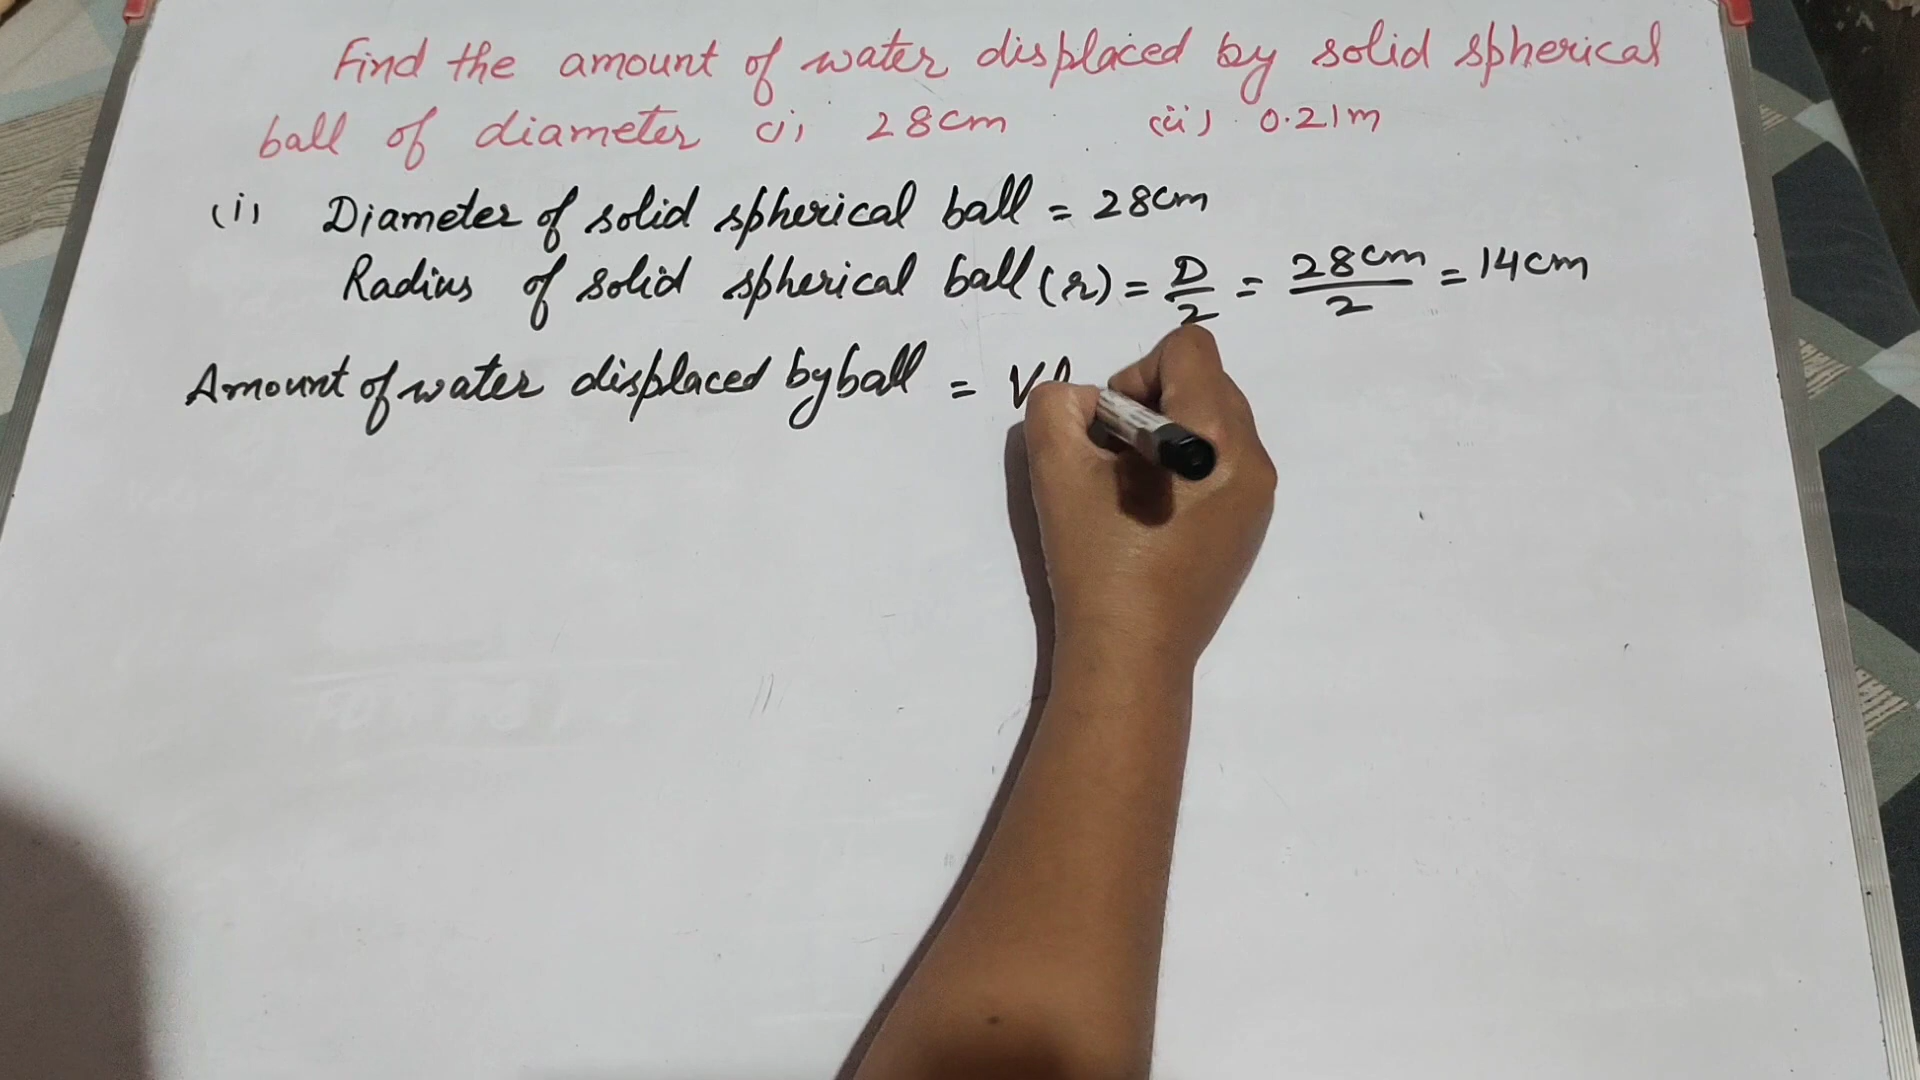 Find the amount of water displaced by solid spherical
ball of diameter (i) 28cm (ii) 0.21m
(i) Diameter of solid spherical ball = 28cm
Radius of solid spherical ball (r) = D/2 = 28cm/2 = 14cm
Amount of water displaced by ball =